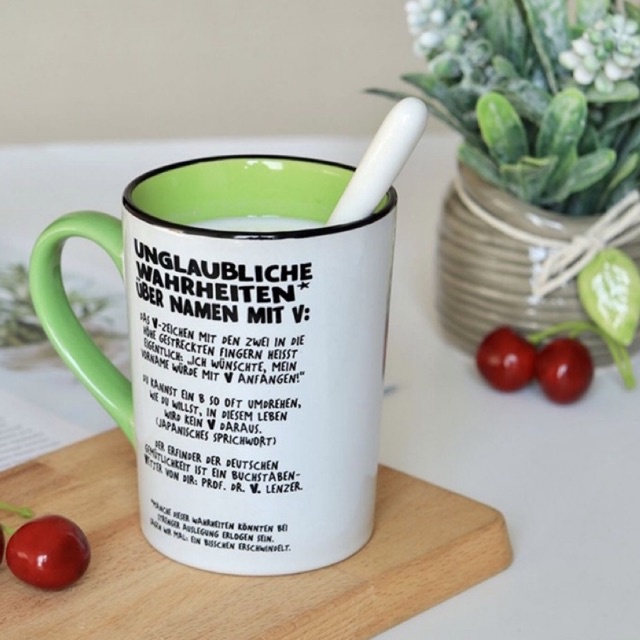 UNGLAUBLICHE
WAHRHEITEN*
ÜBER NAMEN MIT V:
DAS V-ZEICHEN MIT DEN ZWEI IN DIE
HÖHE GESTRECKTEN FINGERN HEISST
EIGENTLICH: „ICH WÜNSCHTE, MEIN
VORNAME WÜRDE MIT V ANFANGEN!“
DU KANNST EIN B SO OFT UMDREHEN,
WIE DU WILLST, IN DIESEM LEBEN
WIRD KEIN V DARAUS.
(JAPANISCHES SPRICHWORT)
DER ERFINDER DER DEUTSCHEN
GEMÜTLICHKEIT IST EIN BUCHSTABEN-
VETTER VON DIR: PROF. DR. V. LENZER.
*MANCHE DIESER WAHRHEITEN KÖNNTEN BEI
STRENGER AUSLEGUNG ERLOGEN SEIN.
SAGEN WIR MAL: EIN BISSCHEN ERSCHWINDELT.